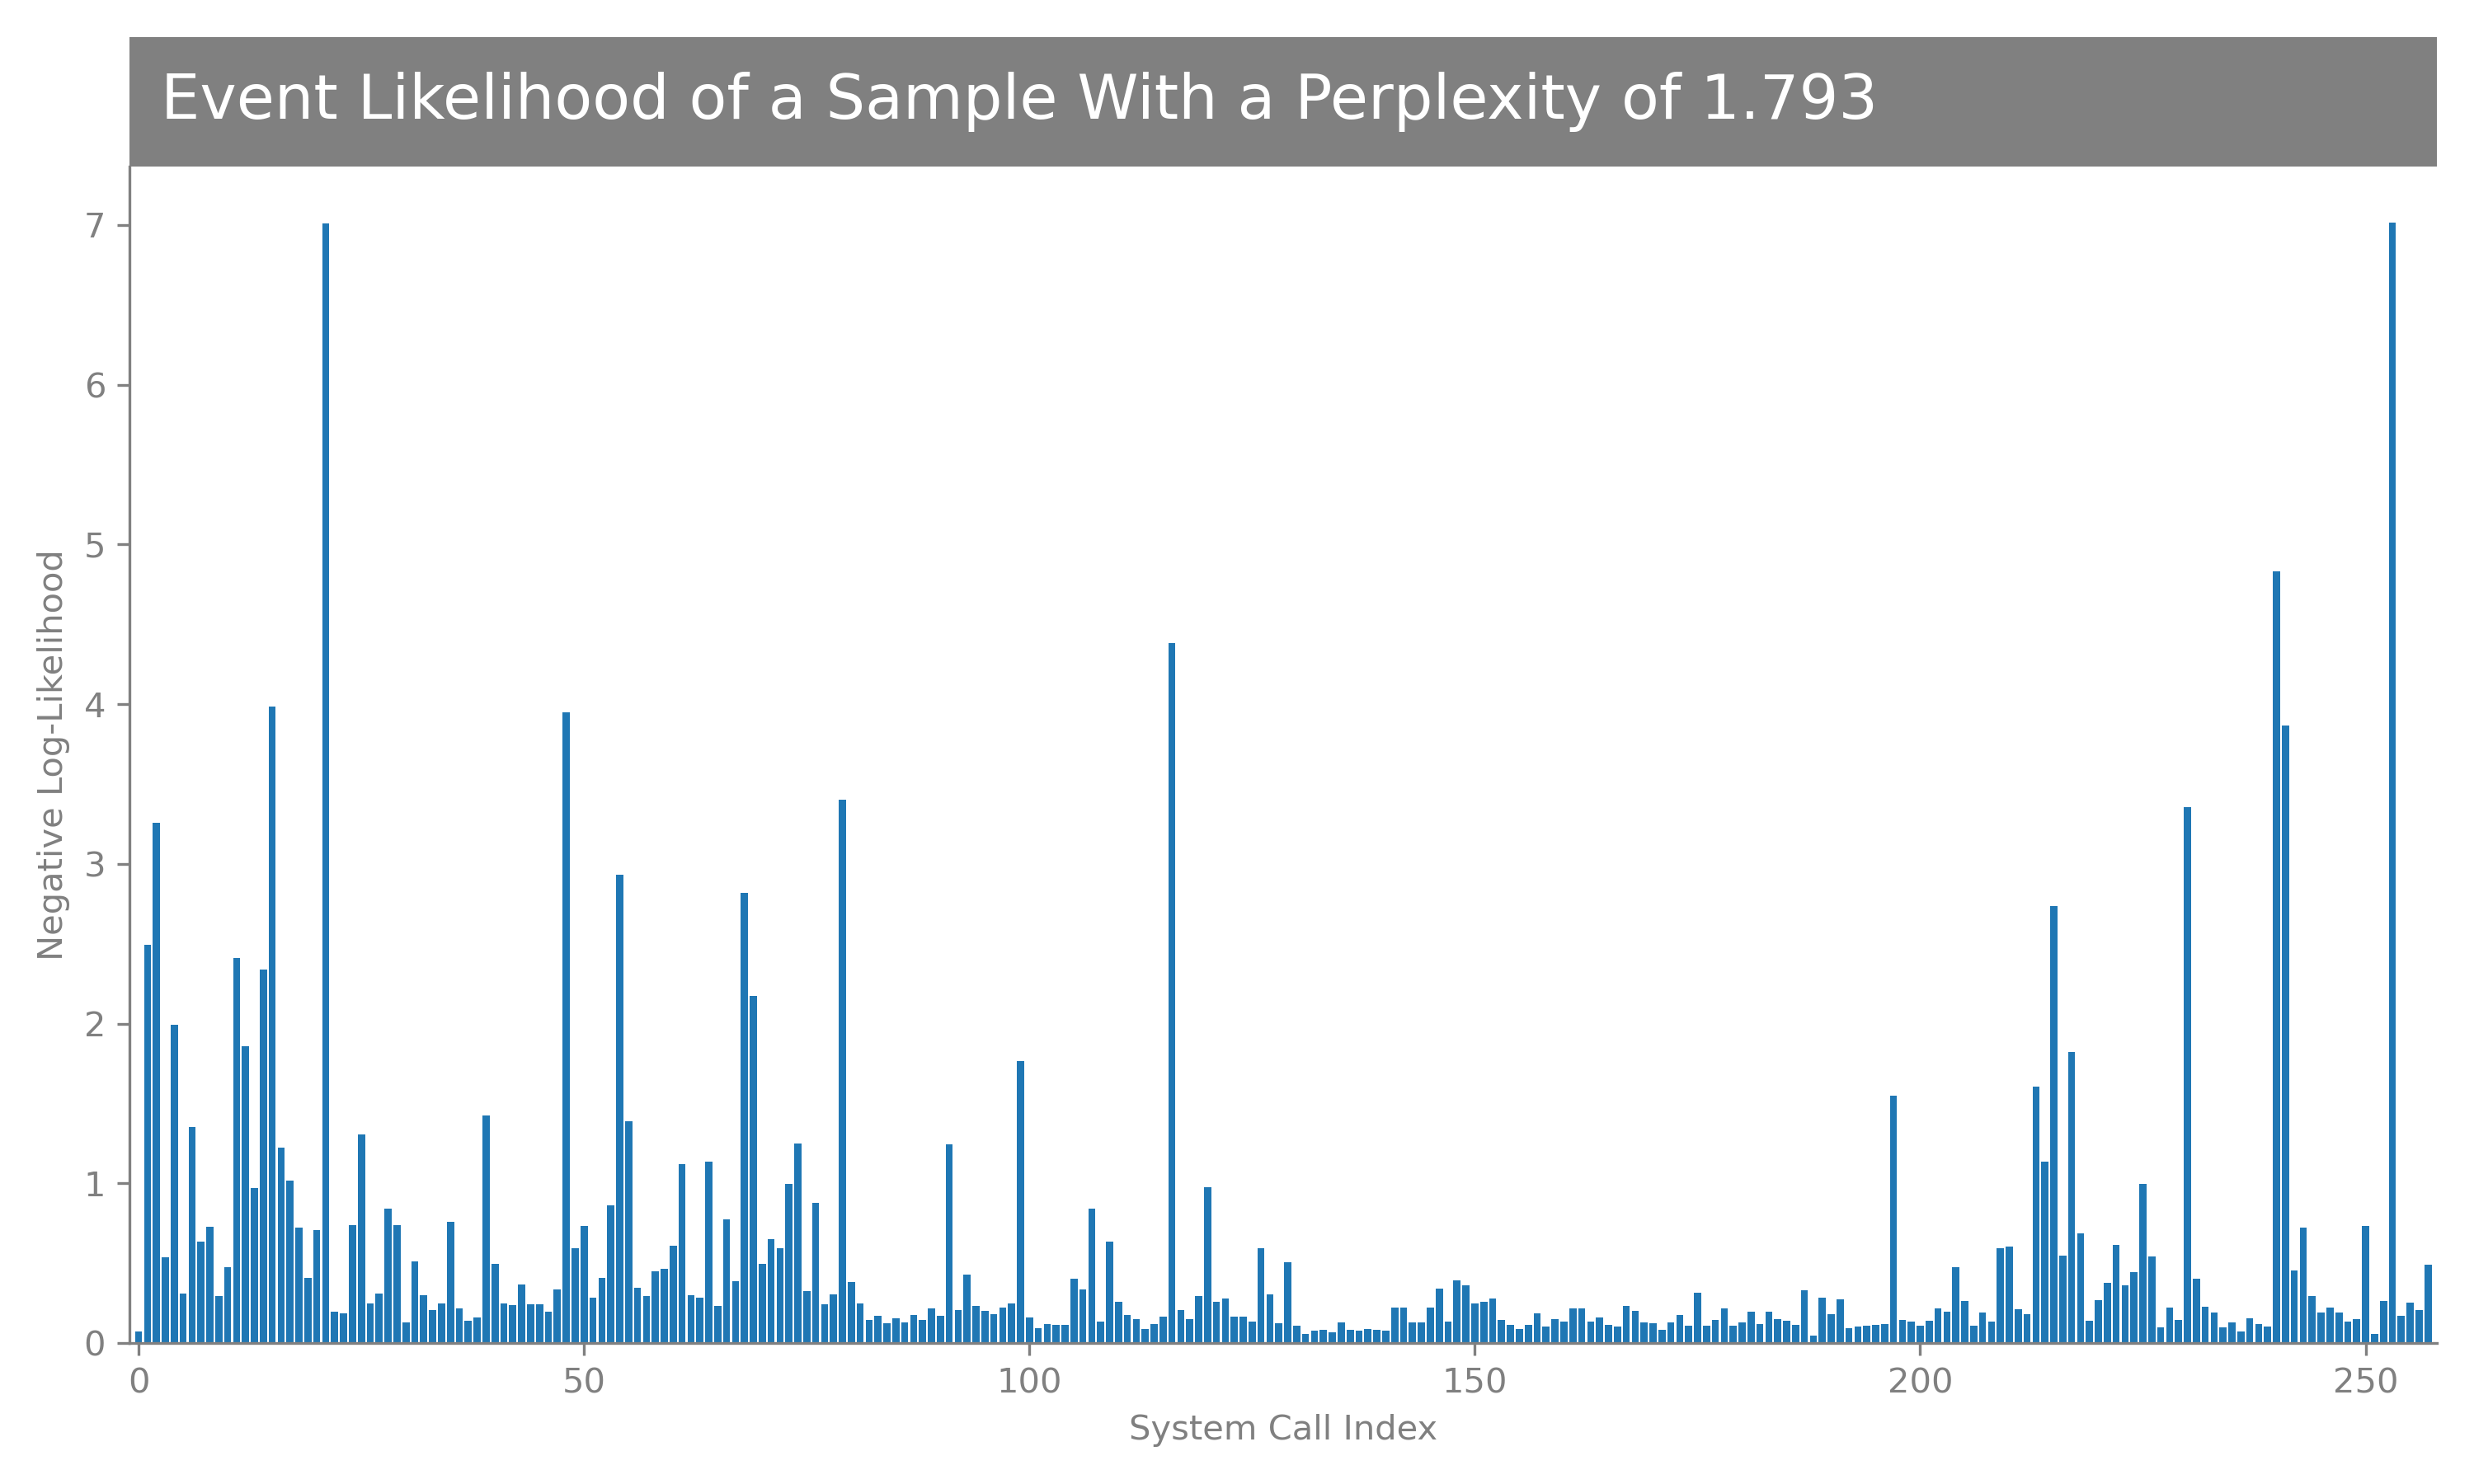 Event Likelihood of a Sample With a Perplexity of 1.793
Negative Log-Likelihood
7
6
5
4
3
2
1
0
0 50 100 150 200 250
System Call Index